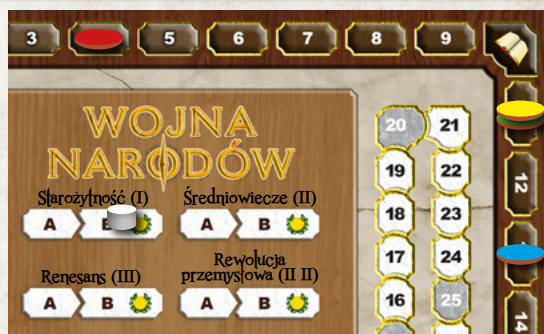 3 5 6 7 8 9
WOJNA
NARODÓW
Starożytność (I) Średniowiecze (II)
A B A B
Renesans (III) Rewolucja
przemysłowa (II II)
A B A B
20 21
19 22
18 23
17 24
16 25
12
14